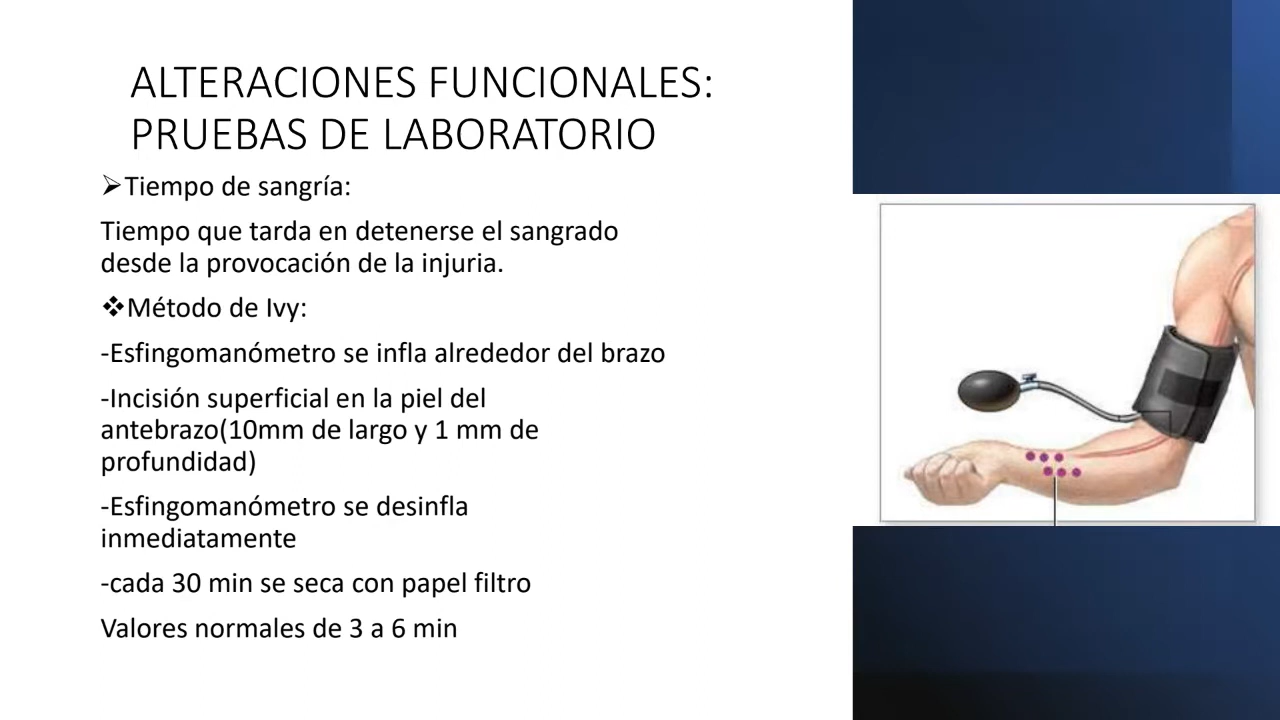 ALTERACIONES FUNCIONALES:
PRUEBAS DE LABORATORIO
➢Tiempo de sangría:
Tiempo que tarda en detenerse el sangrado
desde la provocación de la injuria.
❖Método de Ivy:
-Esfingomanómetro se infla alrededor del brazo
-Incisión superficial en la piel del
antebrazo(10mm de largo y 1 mm de
profundidad)
-Esfingomanómetro se desinfla
inmediatamente
-cada 30 min se seca con papel filtro
Valores normales de 3 a 6 min